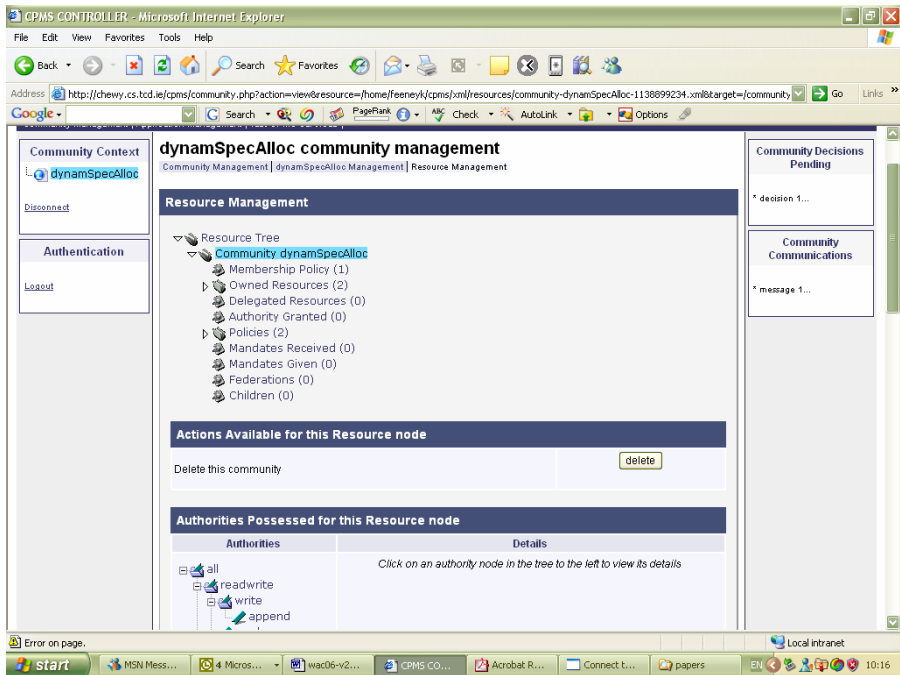 CPMS CONTROLLER - Microsoft Internet Explorer
File Edit View Favorites Tools Help
Back Search Favorites
Address http://chewy.cs.tcd.ie/cpms/community.php?action=view&resource=/home/feeneyk/cpms/xml/resources/community-dynamSpecAlloc-1138899234.xml&target=/community Go Links »
Google Search PageRank Check AutoLink Options
Community Context
dynamSpecAlloc
Disconnect
Authentication
Logout
dynamSpecAlloc community management
Community Management | dynamSpecAlloc Management | Resource Management
Resource Management
Resource Tree
Community dynamSpecAlloc
Membership Policy (1)
Owned Resources (2)
Delegated Resources (0)
Authority Granted (0)
Policies (2)
Mandates Received (0)
Mandates Given (0)
Federations (0)
Children (0)
Actions Available for this Resource node
Delete this community delete
Authorities Possessed for this Resource node
Authorities Details
all
readwrite
write
append
Click on an authority node in the tree to the left to view its details
Community Decisions
Pending
* decision 1...
Community
Communications
* message 1...
Error on page. Local intranet
start MSN Mess... 4 Micros... wac06-v2... CPMS CO... Acrobat R... Connect t... papers EN 10:16